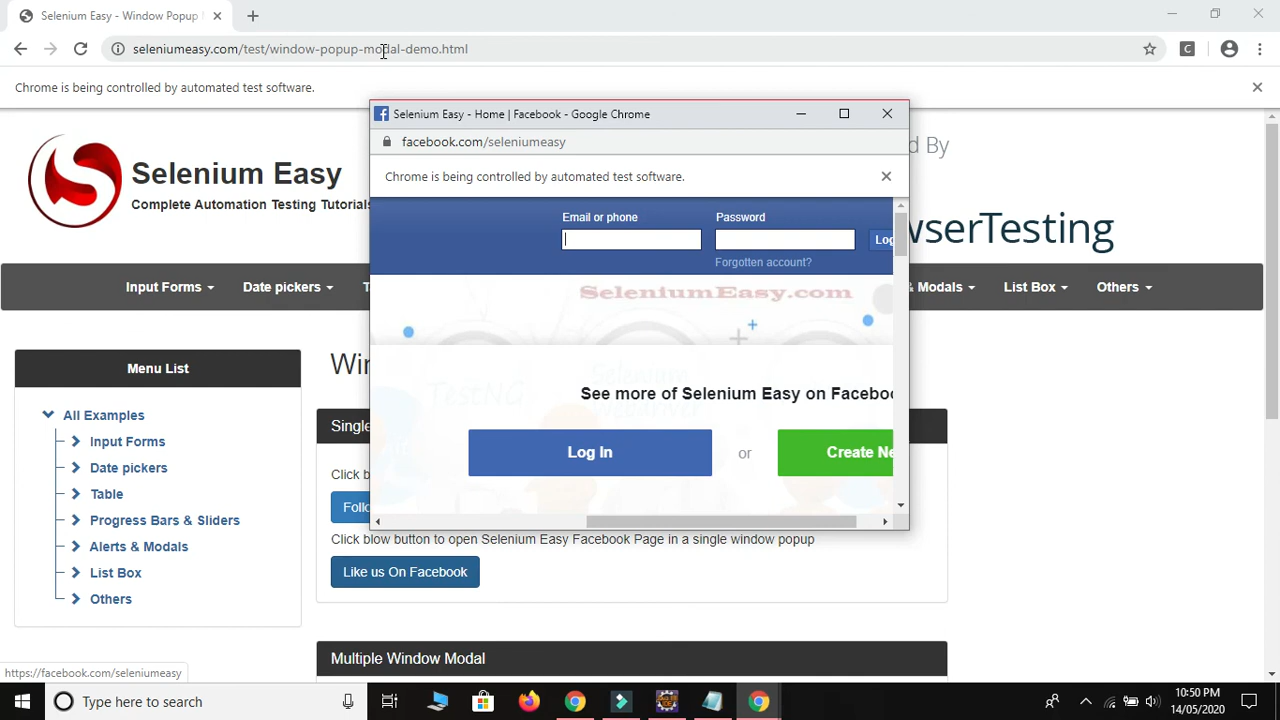 Selenium Easy - Window Popup
seleniumeasy.com/test/window-popup-modal-demo.html
C
Chrome is being controlled by automated test software.
Selenium Easy
Complete Automation Testing Tutorials
d By
wserTesting
Input Forms
Date pickers
T
& Modals
List Box
Others
Selenium Easy - Home | Facebook - Google Chrome
facebook.com/seleniumeasy
Chrome is being controlled by automated test software.
Email or phone
Password
Log
Forgotten account?
SeleniumEasy.com
TestNG
See more of Selenium Easy on Faceboo
Log In
or
Create Ne
Menu List
All Examples
Input Forms
Date pickers
Table
Progress Bars & Sliders
Alerts & Modals
List Box
Others
Win
Single
Click b
Follo
Click blow button to open Selenium Easy Facebook Page in a single window popup
Like us On Facebook
Multiple Window Modal
https://facebook.com/seleniumeasy
Type here to search
10:50 PM
14/05/2020